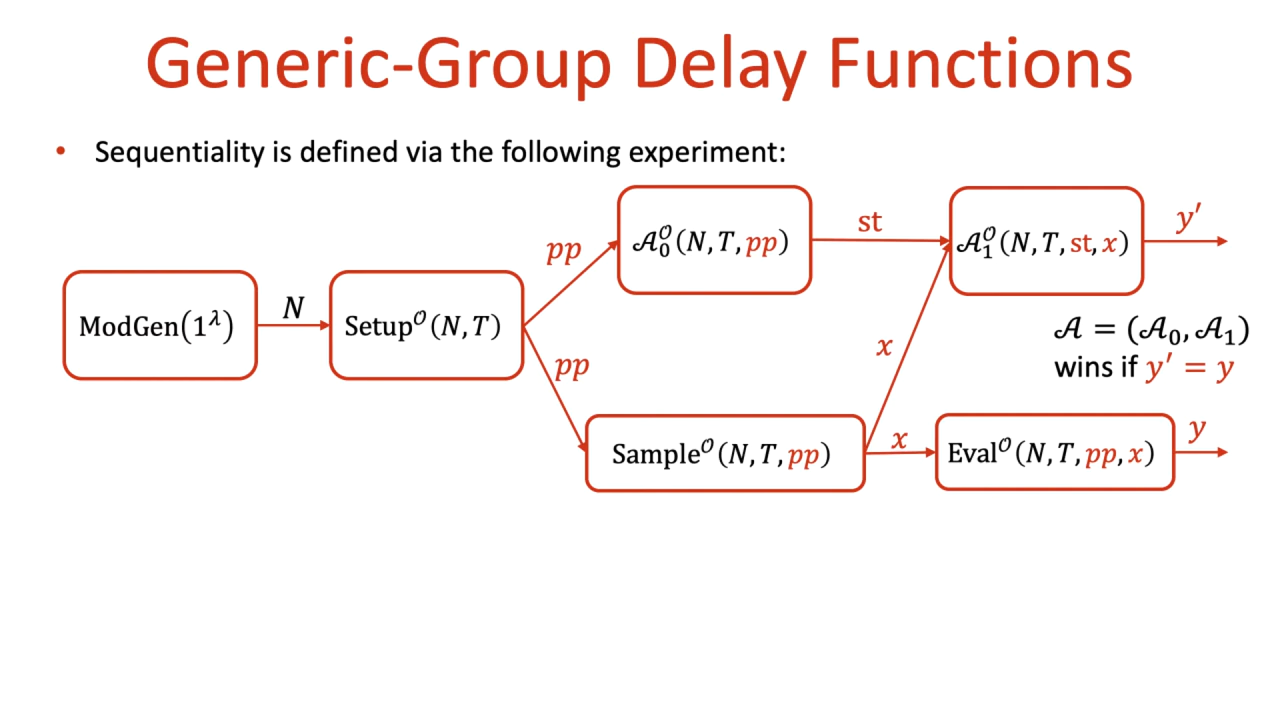 Generic-Group Delay Functions
• Sequentiality is defined via the following experiment:
ModGen(1^λ)
N
Setup^𝒪(N, T)
pp
pp
𝒜₀^𝒪(N, T, pp)
st
𝒜₁^𝒪(N, T, st, x)
y′
x
𝒜 = (𝒜₀, 𝒜₁)
wins if y′ = y
Sample^𝒪(N, T, pp)
x
Eval^𝒪(N, T, pp, x)
y